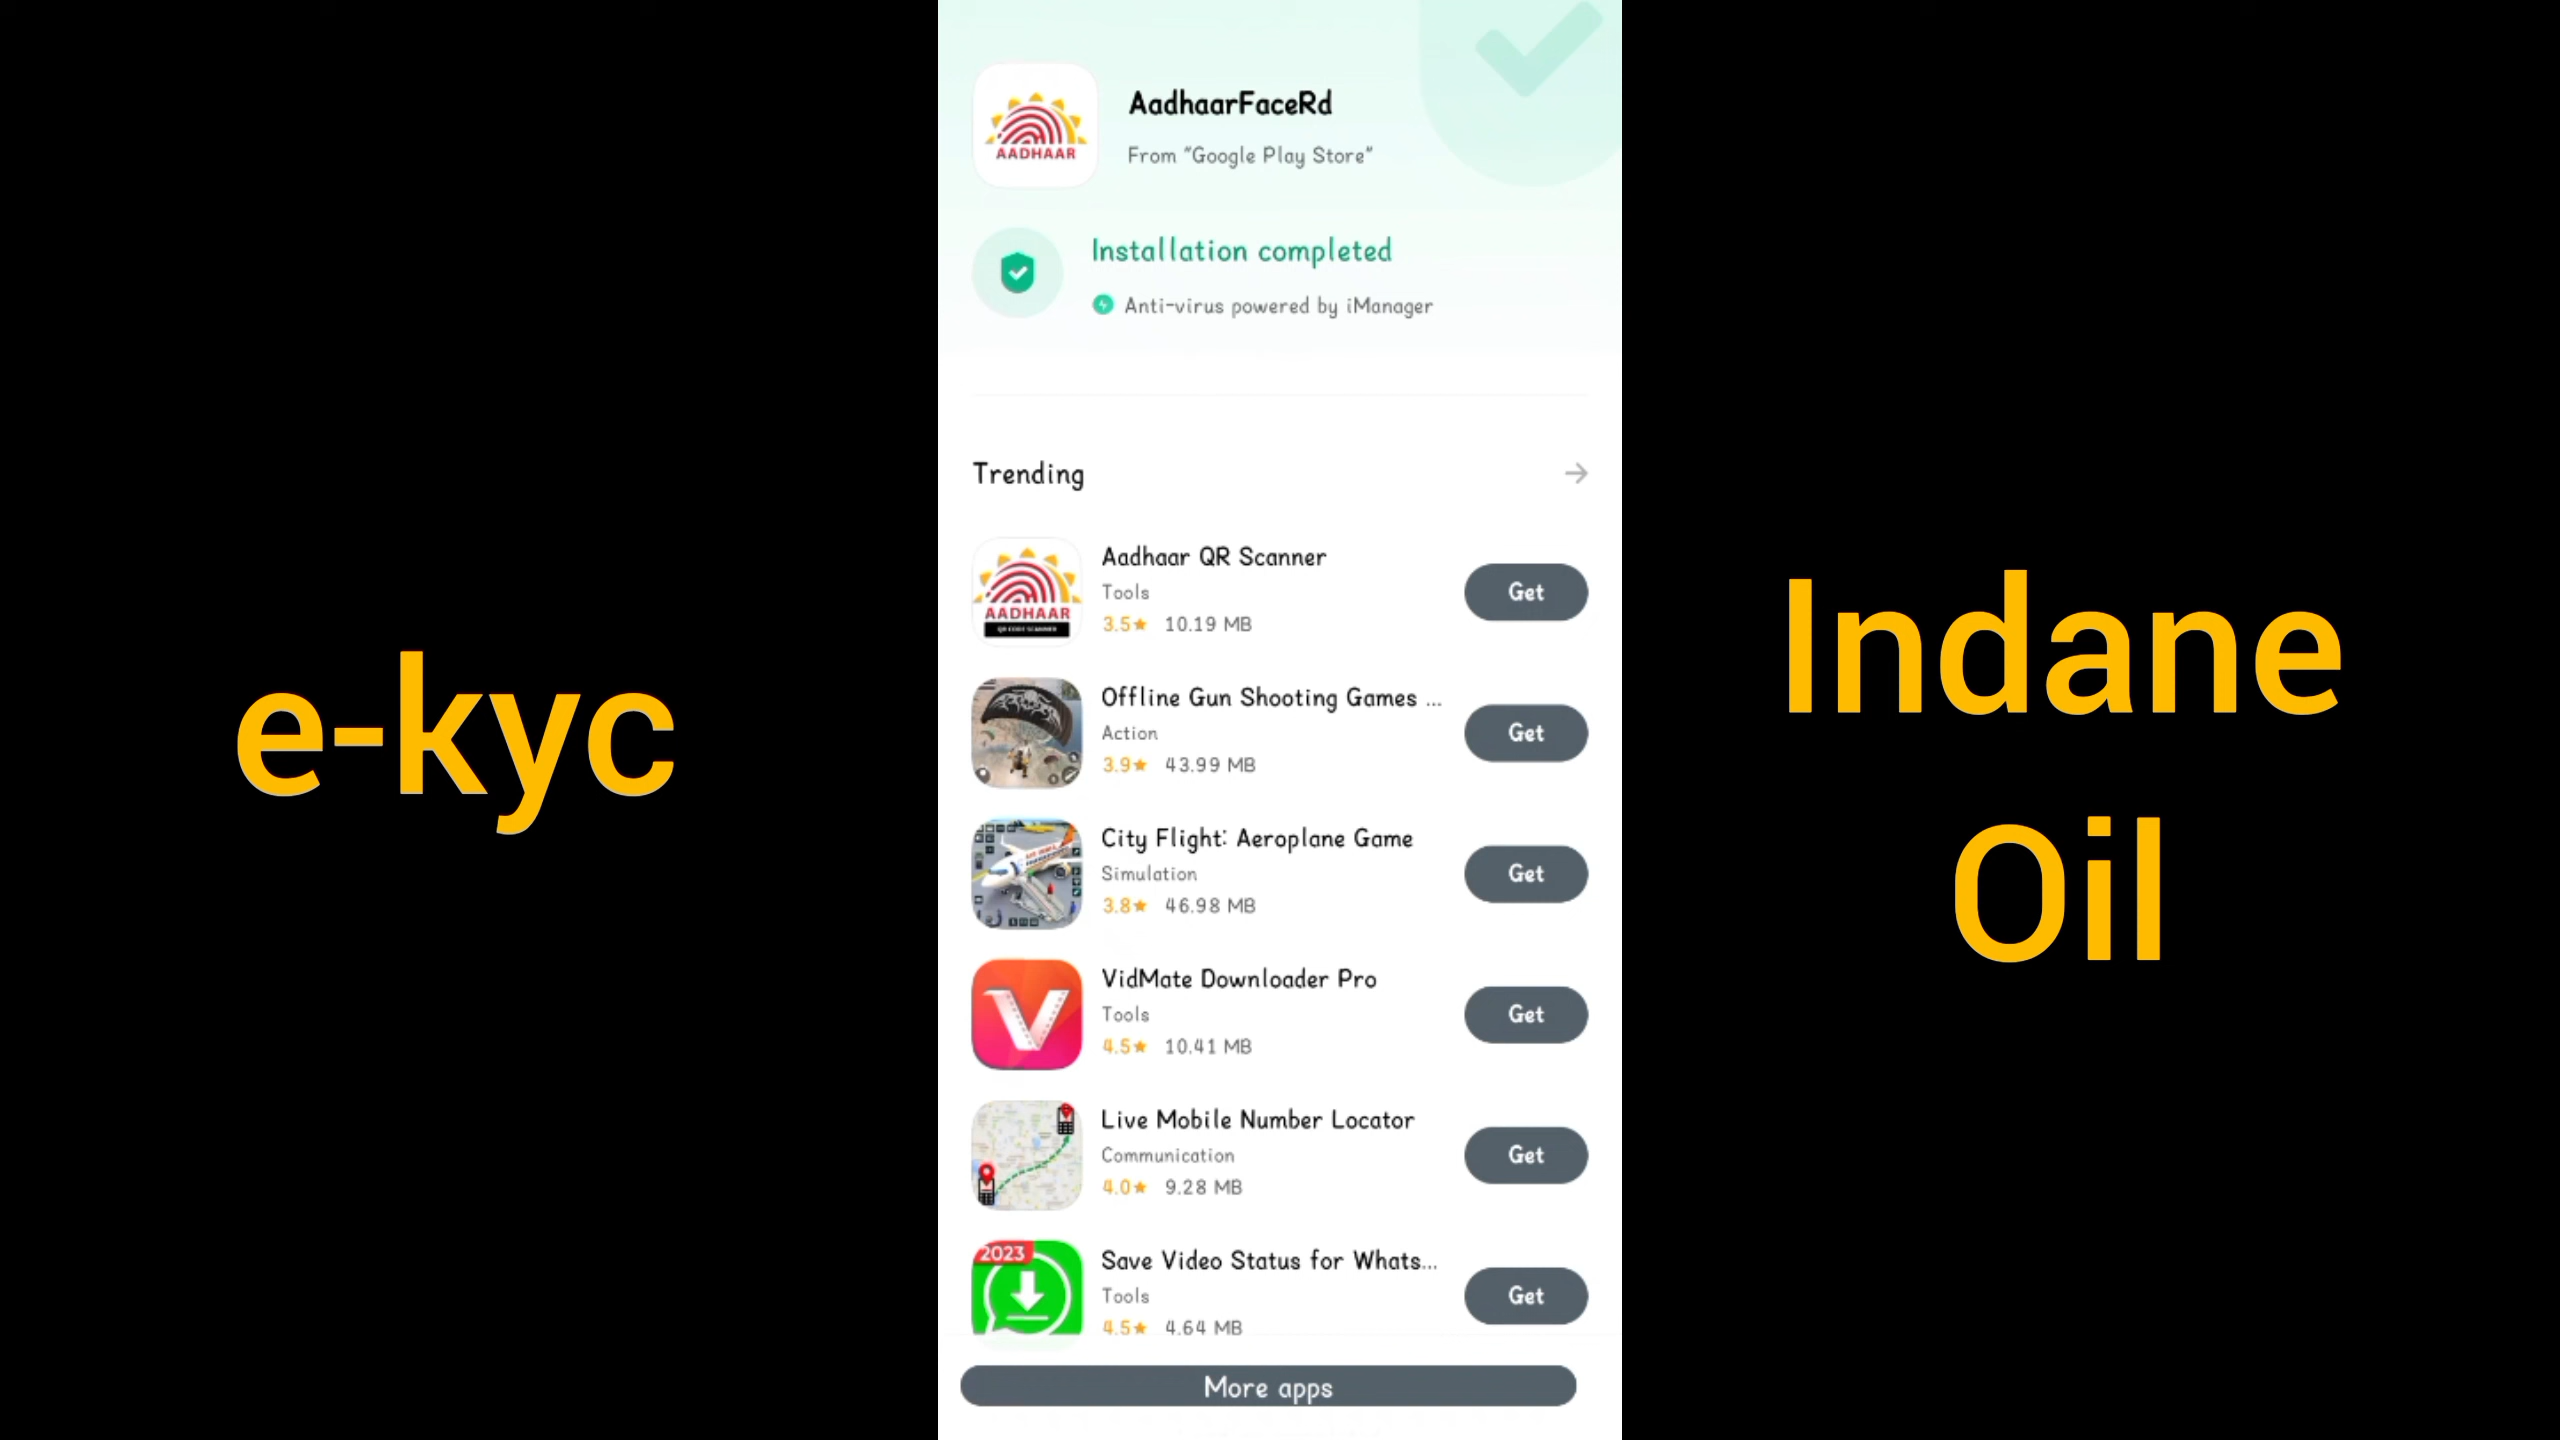 AADHAAR
AadhaarFaceRd
From "Google Play Store"
Installation completed
Anti-virus powered by iManager
Trending
AADHAAR
QR CODE SCANNER
Aadhaar QR Scanner
Tools
3.5★ 10.19 MB
Get
Offline Gun Shooting Games ...
Action
3.9★ 43.99 MB
Get
City Flight: Aeroplane Game
Simulation
3.8★ 46.98 MB
Get
VidMate Downloader Pro
Tools
4.5★ 10.41 MB
Get
Live Mobile Number Locator
Communication
4.0★ 9.28 MB
Get
2023
Save Video Status for Whats...
Tools
4.5★ 4.64 MB
Get
More apps
e-kyc
Indane
Oil